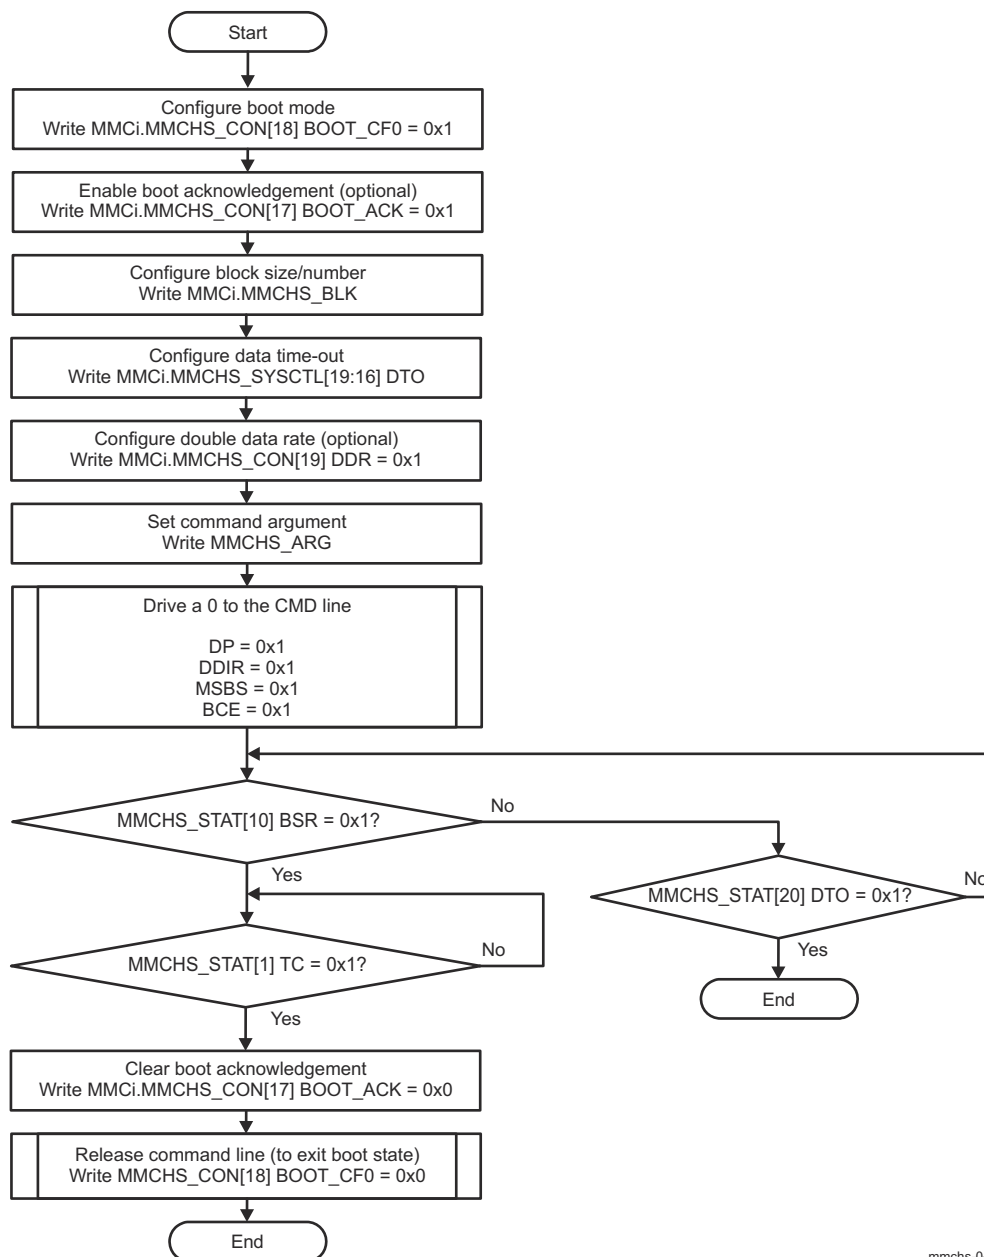 Start
Configure boot mode
Write MMCi.MMCHS_CON[18] BOOT_CF0 = 0x1
Enable boot acknowledgement (optional)
Write MMCi.MMCHS_CON[17] BOOT_ACK = 0x1
Configure block size/number
Write MMCi.MMCHS_BLK
Configure data time-out
Write MMCi.MMCHS_SYSCTL[19:16] DTO
Configure double data rate (optional)
Write MMCi.MMCHS_CON[19] DDR = 0x1
Set command argument
Write MMCHS_ARG
Drive a 0 to the CMD line
DP = 0x1
DDIR = 0x1
MSBS = 0x1
BCE = 0x1
MMCHS_STAT[10] BSR = 0x1?
No
Yes
MMCHS_STAT[20] DTO = 0x1?
No
Yes
End
MMCHS_STAT[1] TC = 0x1?
No
Yes
Clear boot acknowledgement
Write MMCi.MMCHS_CON[17] BOOT_ACK = 0x0
Release command line (to exit boot state)
Write MMCHS_CON[18] BOOT_CF0 = 0x0
End